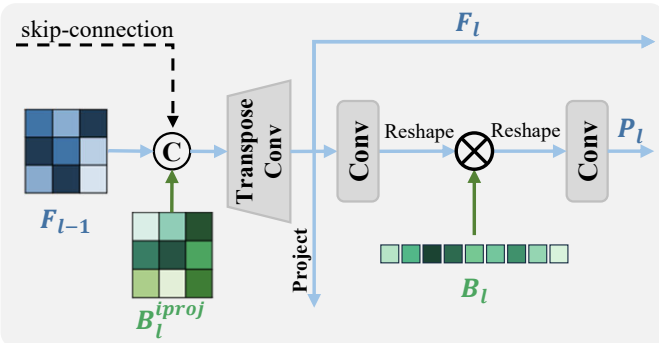 skip-connection
F_l
F_{l-1}
C
Transpose
Conv
Conv
Reshape
Reshape
Conv
P_l
B_l^{iproj}
Project
B_l